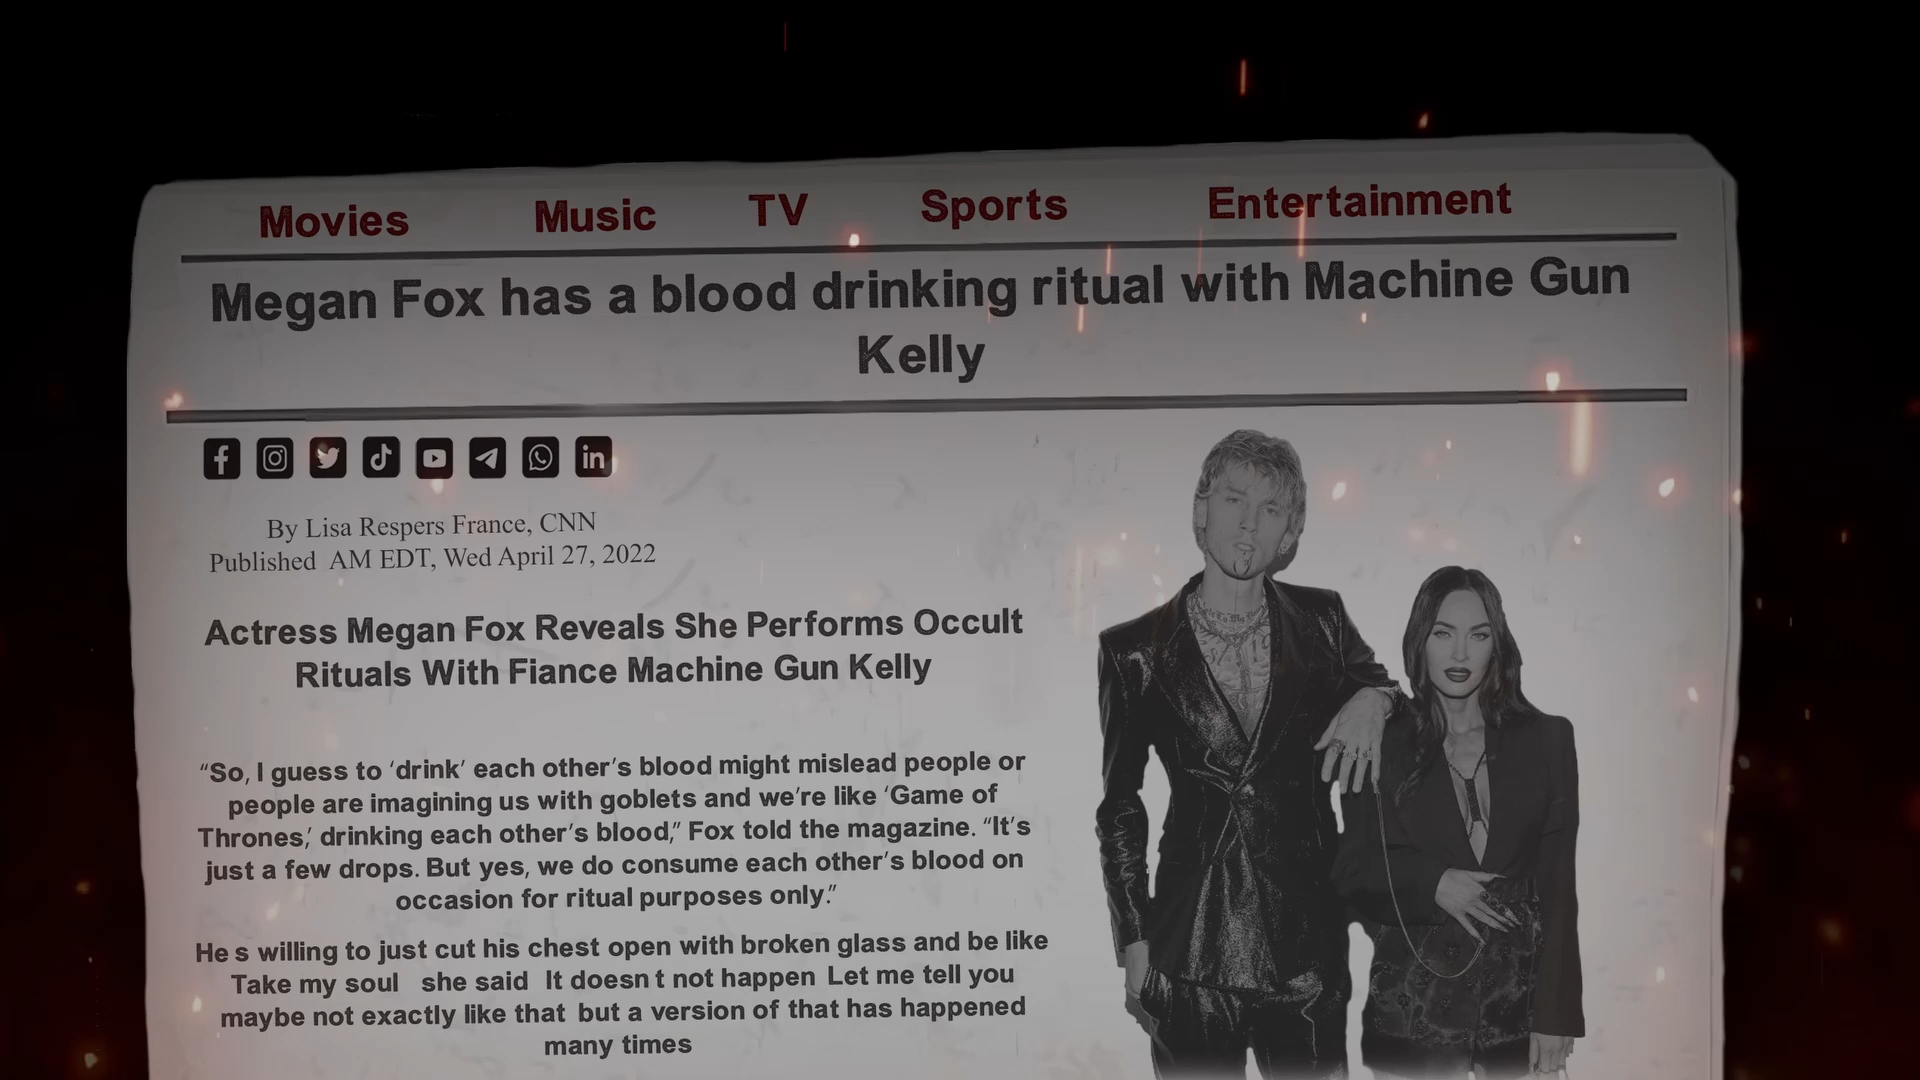 Movies Music TV Sports Entertainment
Megan Fox has a blood drinking ritual with Machine Gun
Kelly
By Lisa Respers France, CNN
Published AM EDT, Wed April 27, 2022
Actress Megan Fox Reveals She Performs Occult
Rituals With Fiance Machine Gun Kelly
“So, I guess to ‘drink’ each other’s blood might mislead people or
people are imagining us with goblets and we’re like ‘Game of
Thrones,’ drinking each other’s blood,” Fox told the magazine. “It’s
just a few drops. But yes, we do consume each other’s blood on
occasion for ritual purposes only.”
He s willing to just cut his chest open with broken glass and be like
Take my soul she said It doesn t not happen Let me tell you
maybe not exactly like that but a version of that has happened
many times